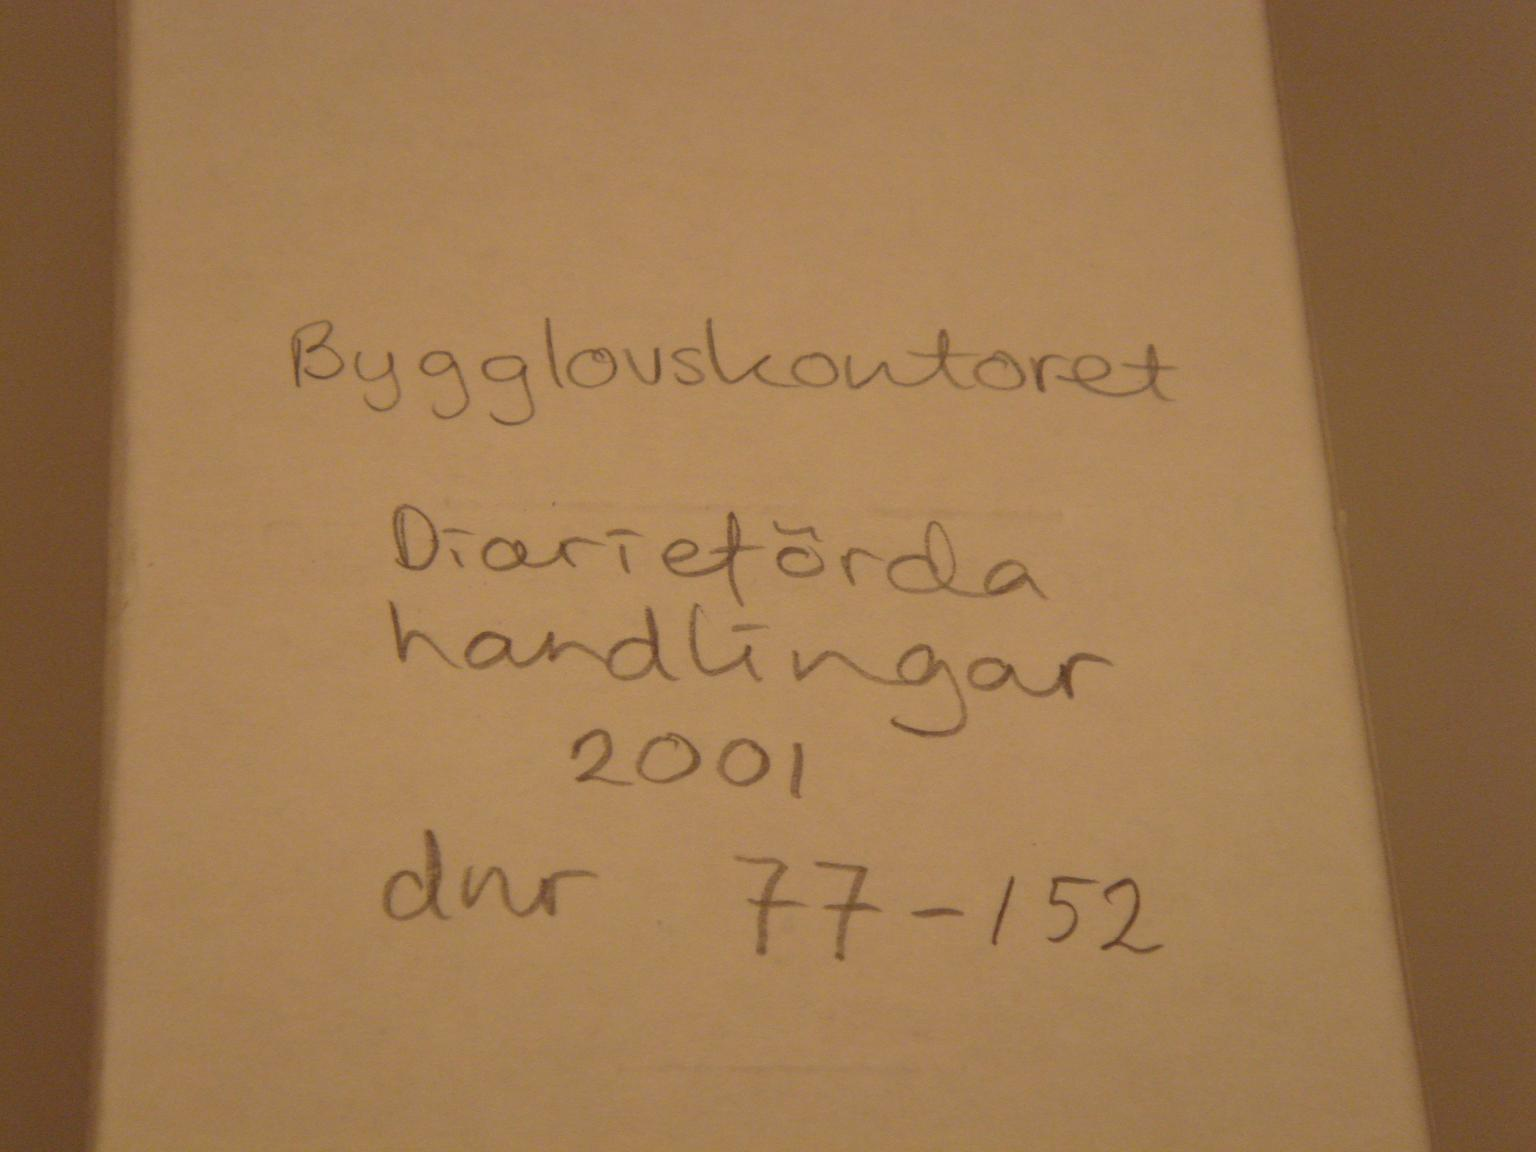 Bygglovskontoret
Diarieförda
handlingar
2001
dnr 77-152